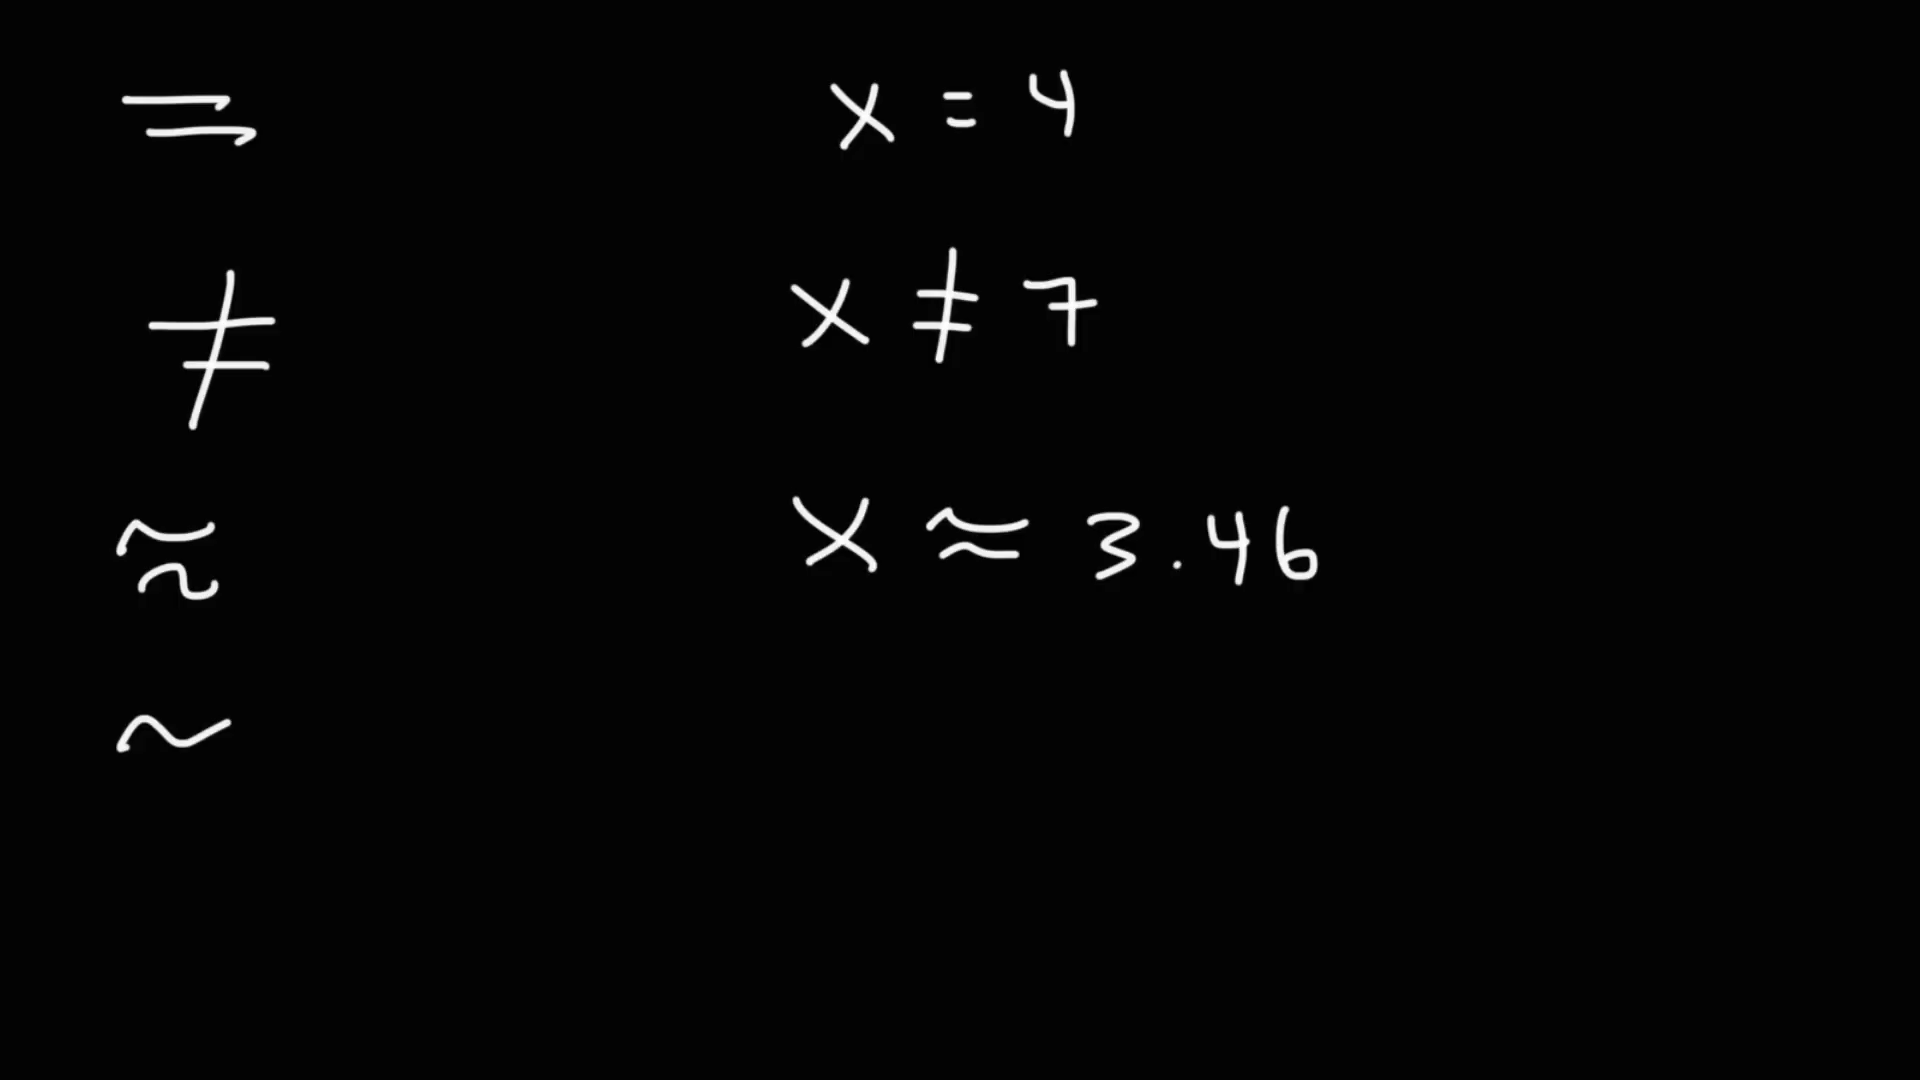 = x = 4
≠ x ≠ 7
≈ x ≈ 3.46
~